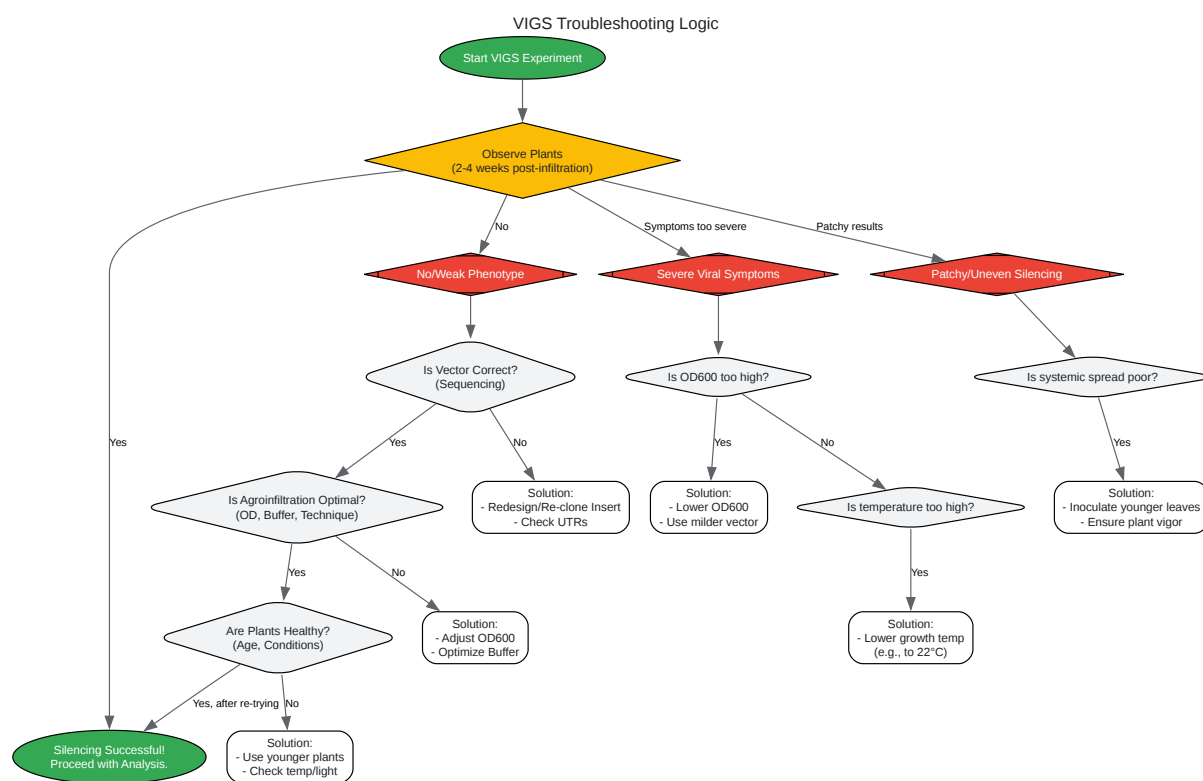 VIGS Troubleshooting Logic
Start VIGS Experiment
Observe Plants
(2-4 weeks post-infiltration)
No
Symptoms too severe
Patchy results
No/Weak Phenotype
Severe Viral Symptoms
Patchy/Uneven Silencing
Is Vector Correct?
(Sequencing)
Is OD600 too high?
Is systemic spread poor?
Yes
Yes
No
Yes
No
Yes
Is Agroinfiltration Optimal?
(OD, Buffer, Technique)
Solution:
- Redesign/Re-clone Insert
- Check UTRs
Solution:
- Lower OD600
- Use milder vector
Is temperature too high?
Solution:
- Inoculate younger leaves
- Ensure plant vigor
Yes
No
Yes
Are Plants Healthy?
(Age, Conditions)
Solution:
- Adjust OD600
- Optimize Buffer
Solution:
- Lower growth temp
(e.g., to 22°C)
Yes, after re-trying
No
Silencing Successful!
Proceed with Analysis.
Solution:
- Use younger plants
- Check temp/light